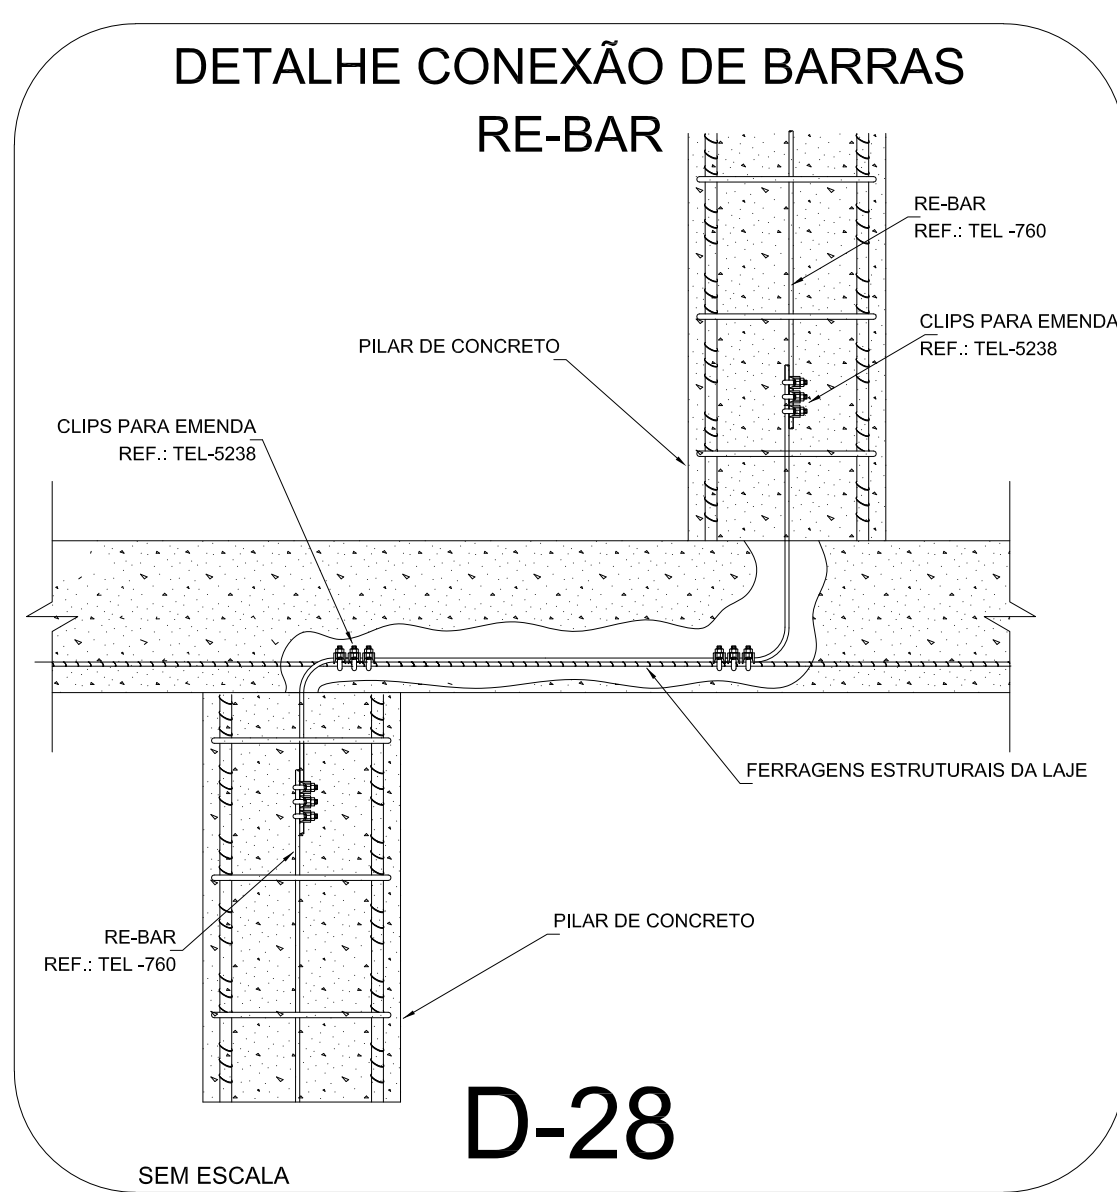 DETALHE CONEXÃO DE BARRAS
RE-BAR
RE-BAR
REF.: TEL -760
CLIPS PARA EMENDA
REF.: TEL-5238
PILAR DE CONCRETO
CLIPS PARA EMENDA
REF.: TEL-5238
FERRAGENS ESTRUTURAIS DA LAJE
PILAR DE CONCRETO
RE-BAR
REF.: TEL -760
D-28
SEM ESCALA